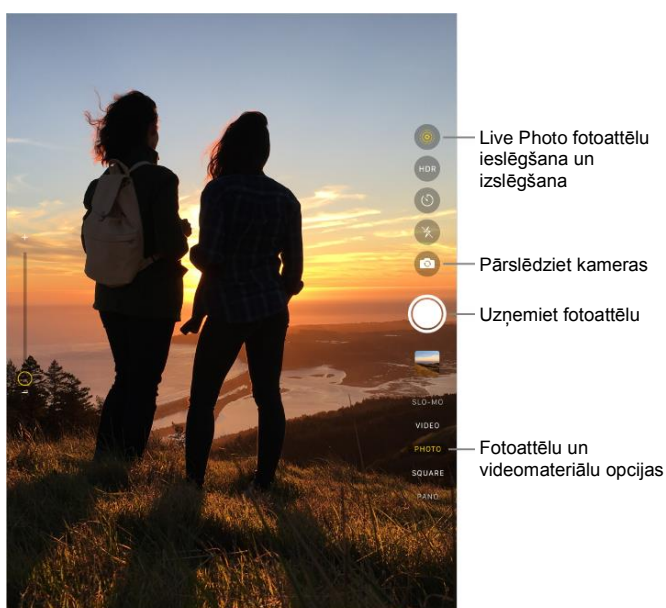 Live Photo fotoattēlu
ieslēgšana un
izslēgšana
HDR
Pārslēdziet kameras
Uzņemiet fotoattēlu
SLO-MO
VIDEO
PHOTO
SQUARE
PANO
Fotoattēlu un
videomateriālu opcijas